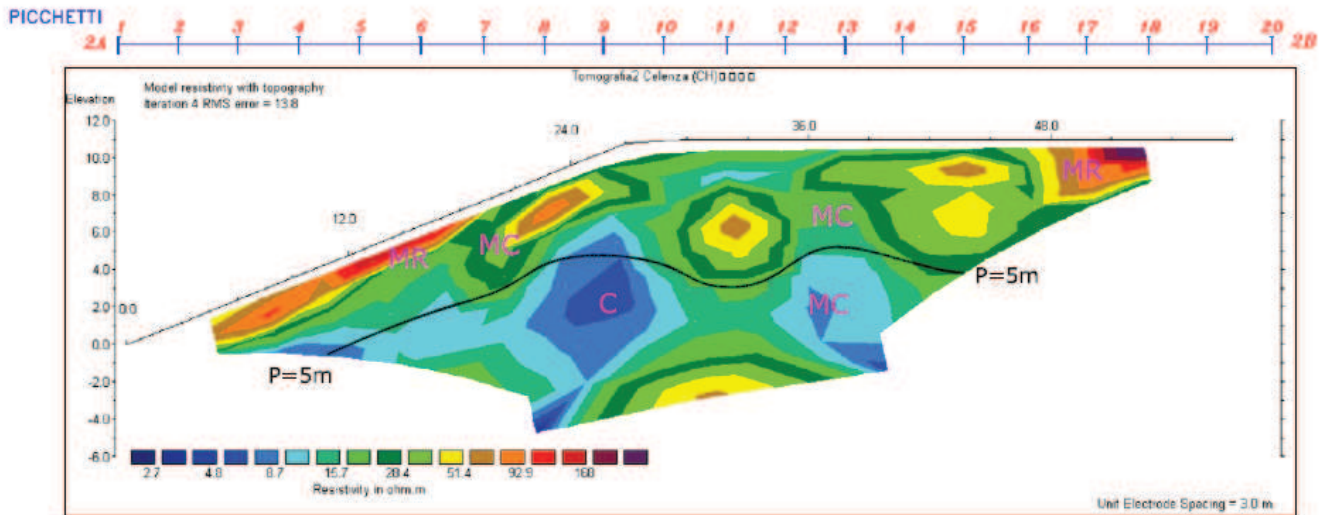 PICCHETTI
2A 1 2 3 4 5 6 7 8 9 10 11 12 13 14 15 16 17 18 19 20 2B
Tomografia2 Celenza (CH)
Model resistivity with topography
Iteration 4 RMS error = 13.8
Elevation
12.0
10.0
8.0
6.0
4.0
2.0
0.0
-2.0
-4.0
-6.0
0.0
12.0
24.0
36.0
48.0
MR
MC
C
MC
MC
MR
P=5m
P=5m
2.7 4.8 8.7 15.7 28.4 51.4 92.9 168
Resistivity in ohm.m
Unit Electrode Spacing = 3.0 m